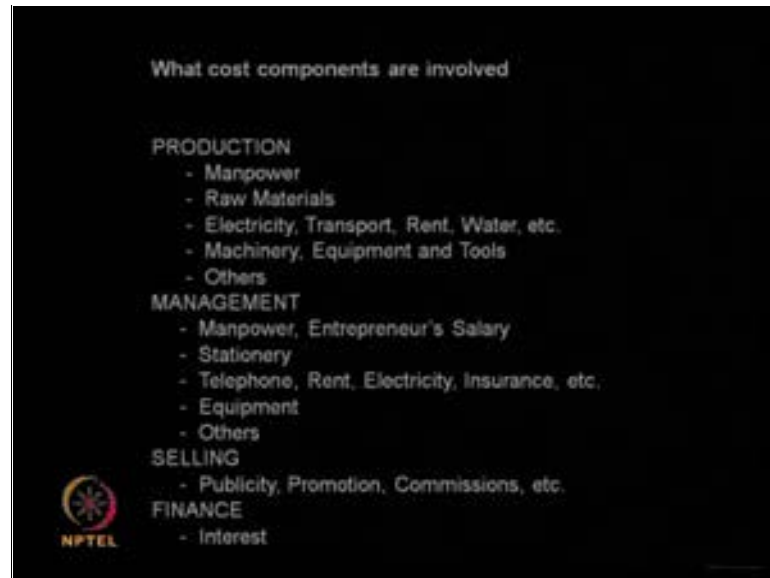 What cost components are involved
PRODUCTION
- Manpower
- Raw Materials
- Electricity, Transport, Rent, Water, etc.
- Machinery, Equipment and Tools
- Others
MANAGEMENT
- Manpower, Entrepreneur's Salary
- Stationery
- Telephone, Rent, Electricity, Insurance, etc.
- Equipment
- Others
SELLING
- Publicity, Promotion, Commissions, etc.
FINANCE
- Interest
NPTEL